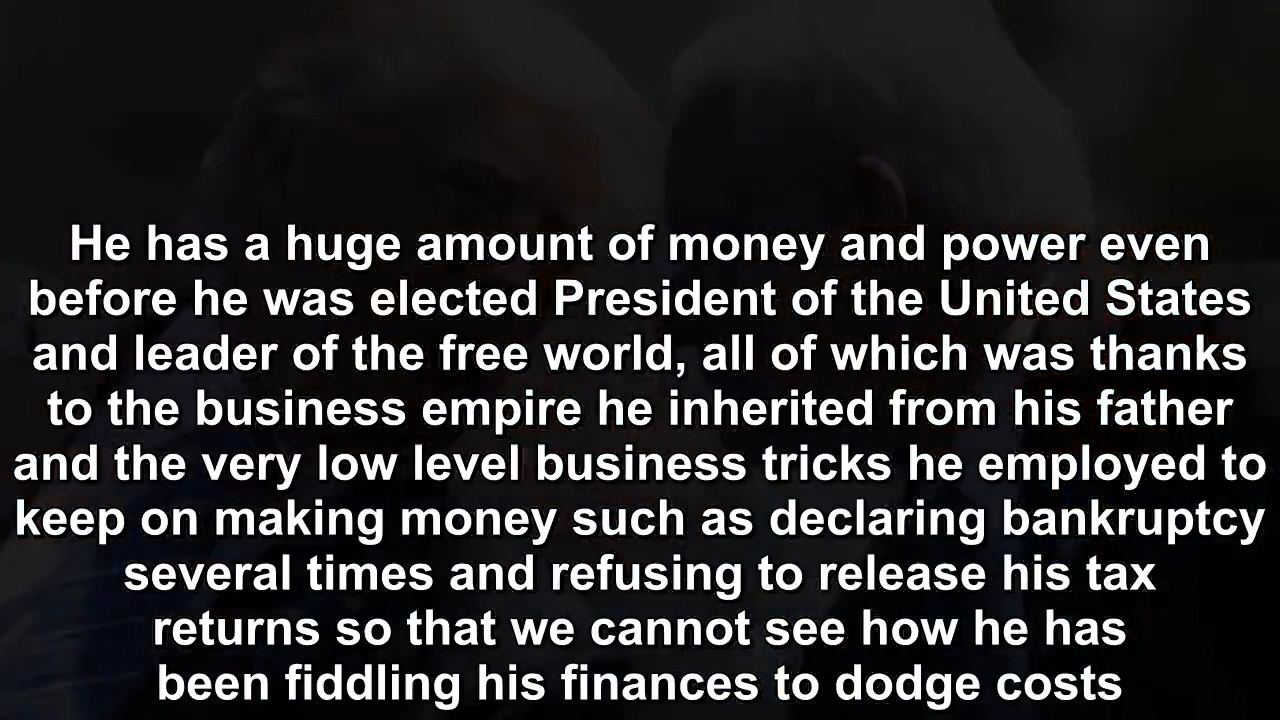 He has a huge amount of money and power even
before he was elected President of the United States
and leader of the free world, all of which was thanks
to the business empire he inherited from his father
and the very low level business tricks he employed to
keep on making money such as declaring bankruptcy
several times and refusing to release his tax
returns so that we cannot see how he has
been fiddling his finances to dodge costs